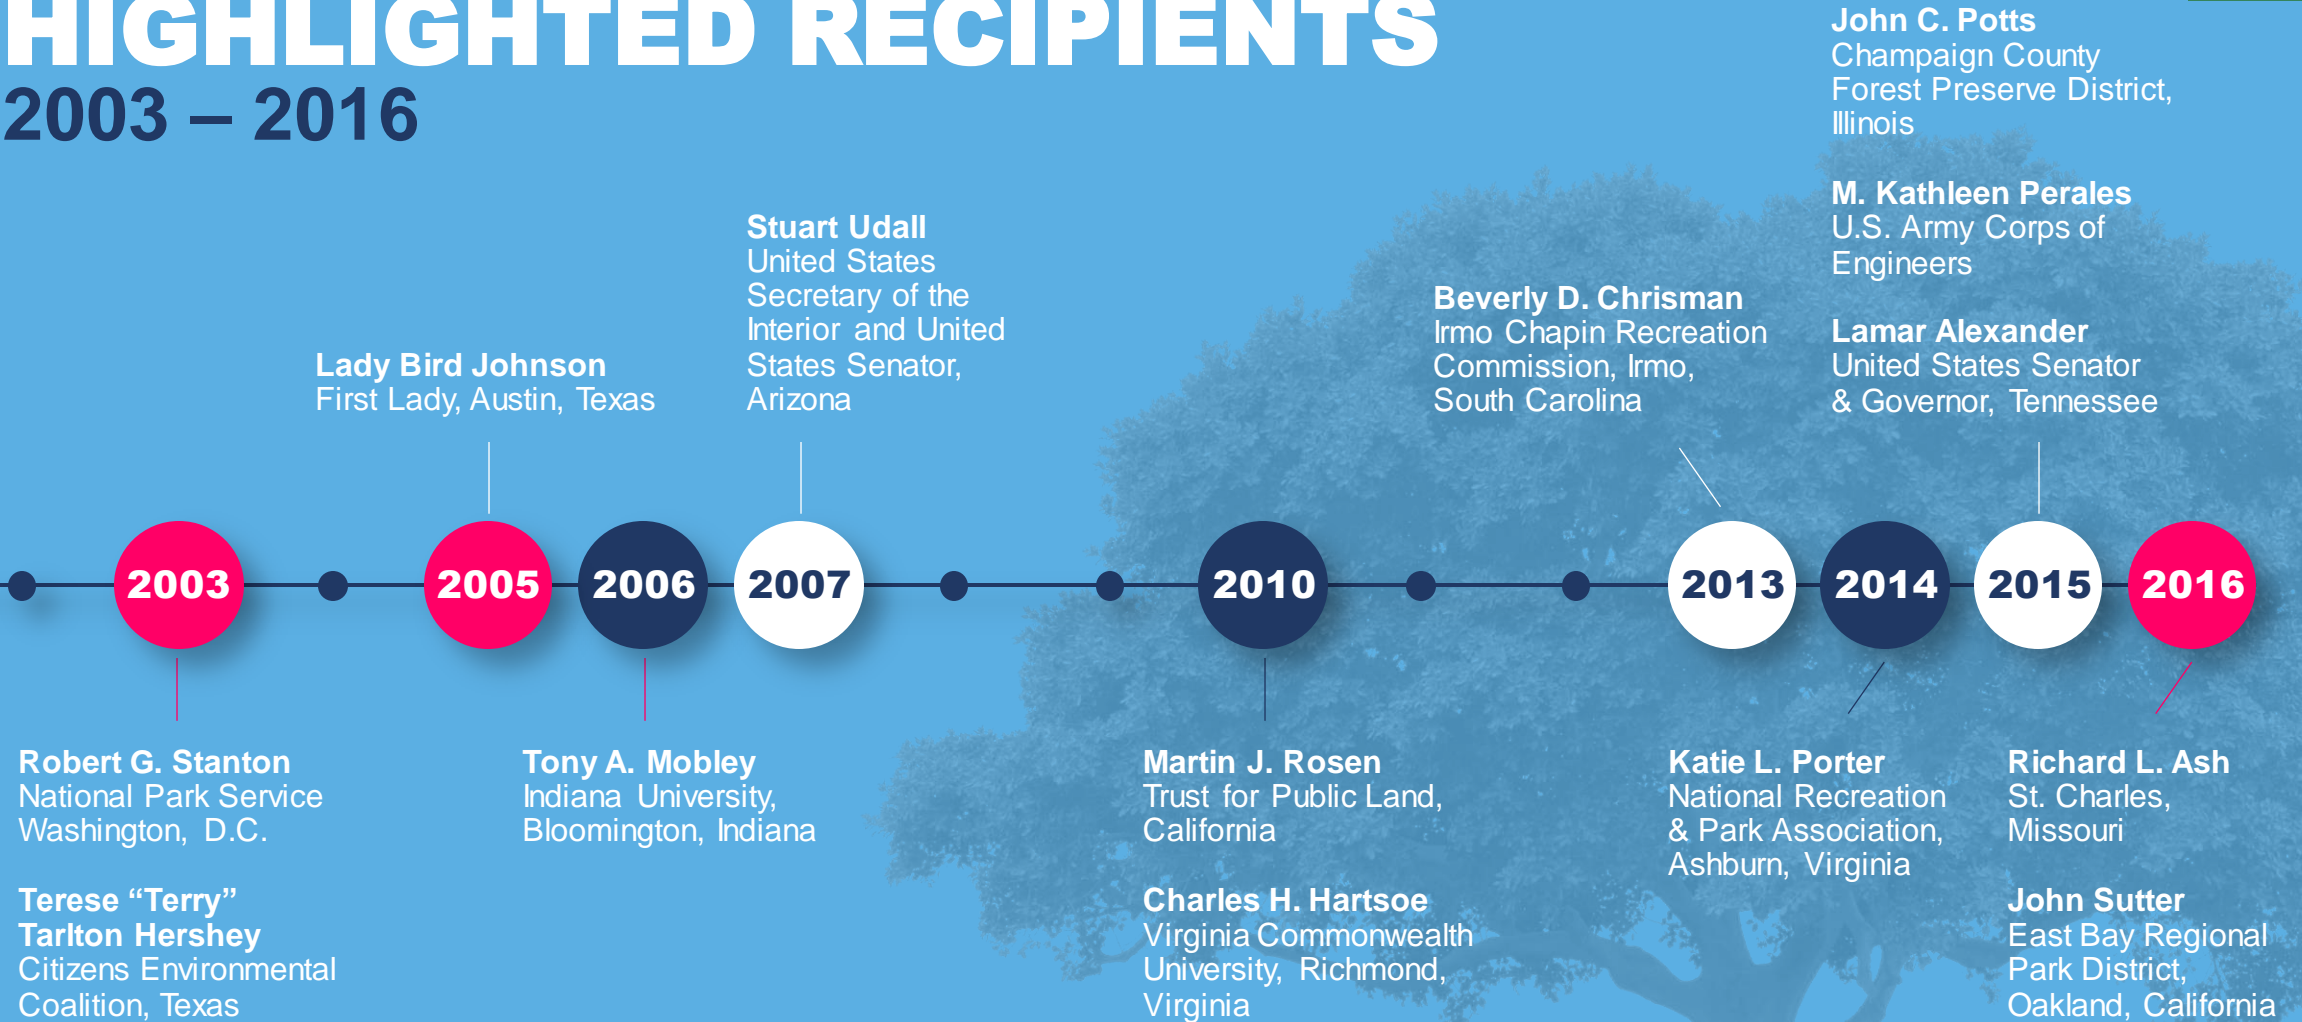 HIGHLIGHTED RECIPIENTS
2003 – 2016
John C. Potts
Champaign County
Forest Preserve District,
Illinois
M. Kathleen Perales
U.S. Army Corps of
Engineers
Lamar Alexander
United States Senator
& Governor, Tennessee
Stuart Udall
United States
Secretary of the
Interior and United
States Senator,
Arizona
Beverly D. Chrisman
Irmo Chapin Recreation
Commission, Irmo,
South Carolina
Lady Bird Johnson
First Lady, Austin, Texas
2003
2005
2006
2007
2010
2013
2014
2015
2016
Robert G. Stanton
National Park Service
Washington, D.C.
Terese “Terry”
Tarlton Hershey
Citizens Environmental
Coalition, Texas
Tony A. Mobley
Indiana University,
Bloomington, Indiana
Martin J. Rosen
Trust for Public Land,
California
Charles H. Hartsoe
Virginia Commonwealth
University, Richmond,
Virginia
Katie L. Porter
National Recreation
& Park Association,
Ashburn, Virginia
Richard L. Ash
St. Charles,
Missouri
John Sutter
East Bay Regional
Park District,
Oakland, California